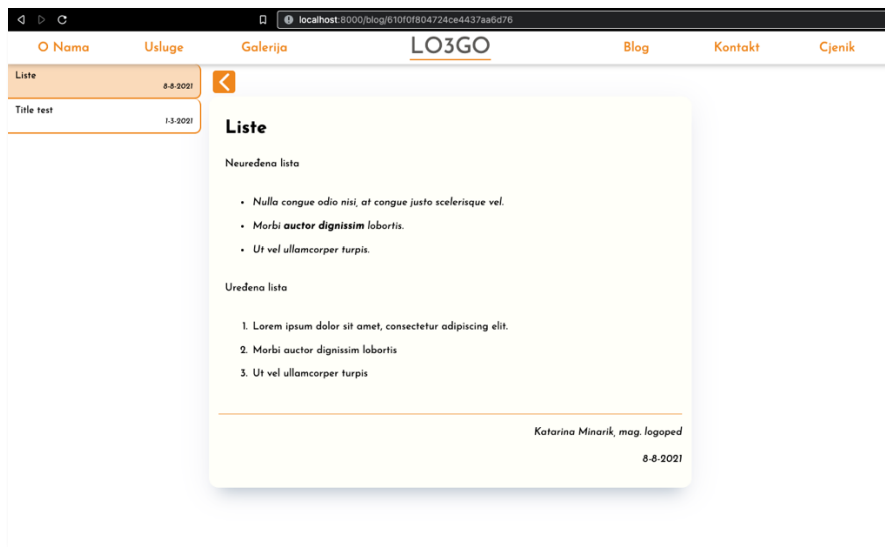 localhost:8000/blog/610f0f804724ce4437aa6d76
O Nama Usluge Galerija LO3GO Blog Kontakt Cjenik
Liste
8-8-2021
Title test
1-3-2021
Liste
Neuređena lista
• Nulla congue odio nisi, at congue justo scelerisque vel.
• Morbi auctor dignissim lobortis.
• Ut vel ullamcorper turpis.
Uređena lista
1. Lorem ipsum dolor sit amet, consectetur adipiscing elit.
2. Morbi auctor dignissim lobortis
3. Ut vel ullamcorper turpis
Katarina Minarik, mag. logoped
8-8-2021